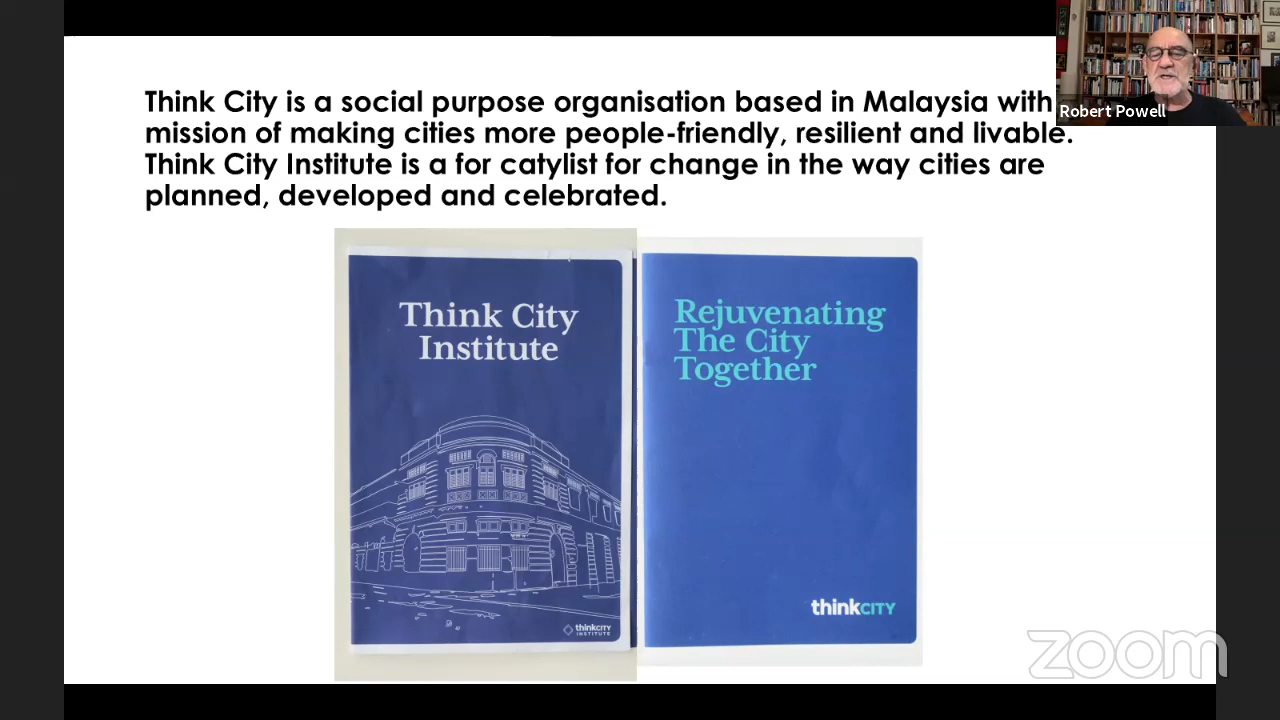 Think City is a social purpose organisation based in Malaysia with
mission of making cities more people-friendly, resilient and livable.
Think City Institute is a for catylist for change in the way cities are
planned, developed and celebrated.
Robert Powell
Think City
Institute
thinkCITY
INSTITUTE
Rejuvenating
The City
Together
thinkCITY
zoom